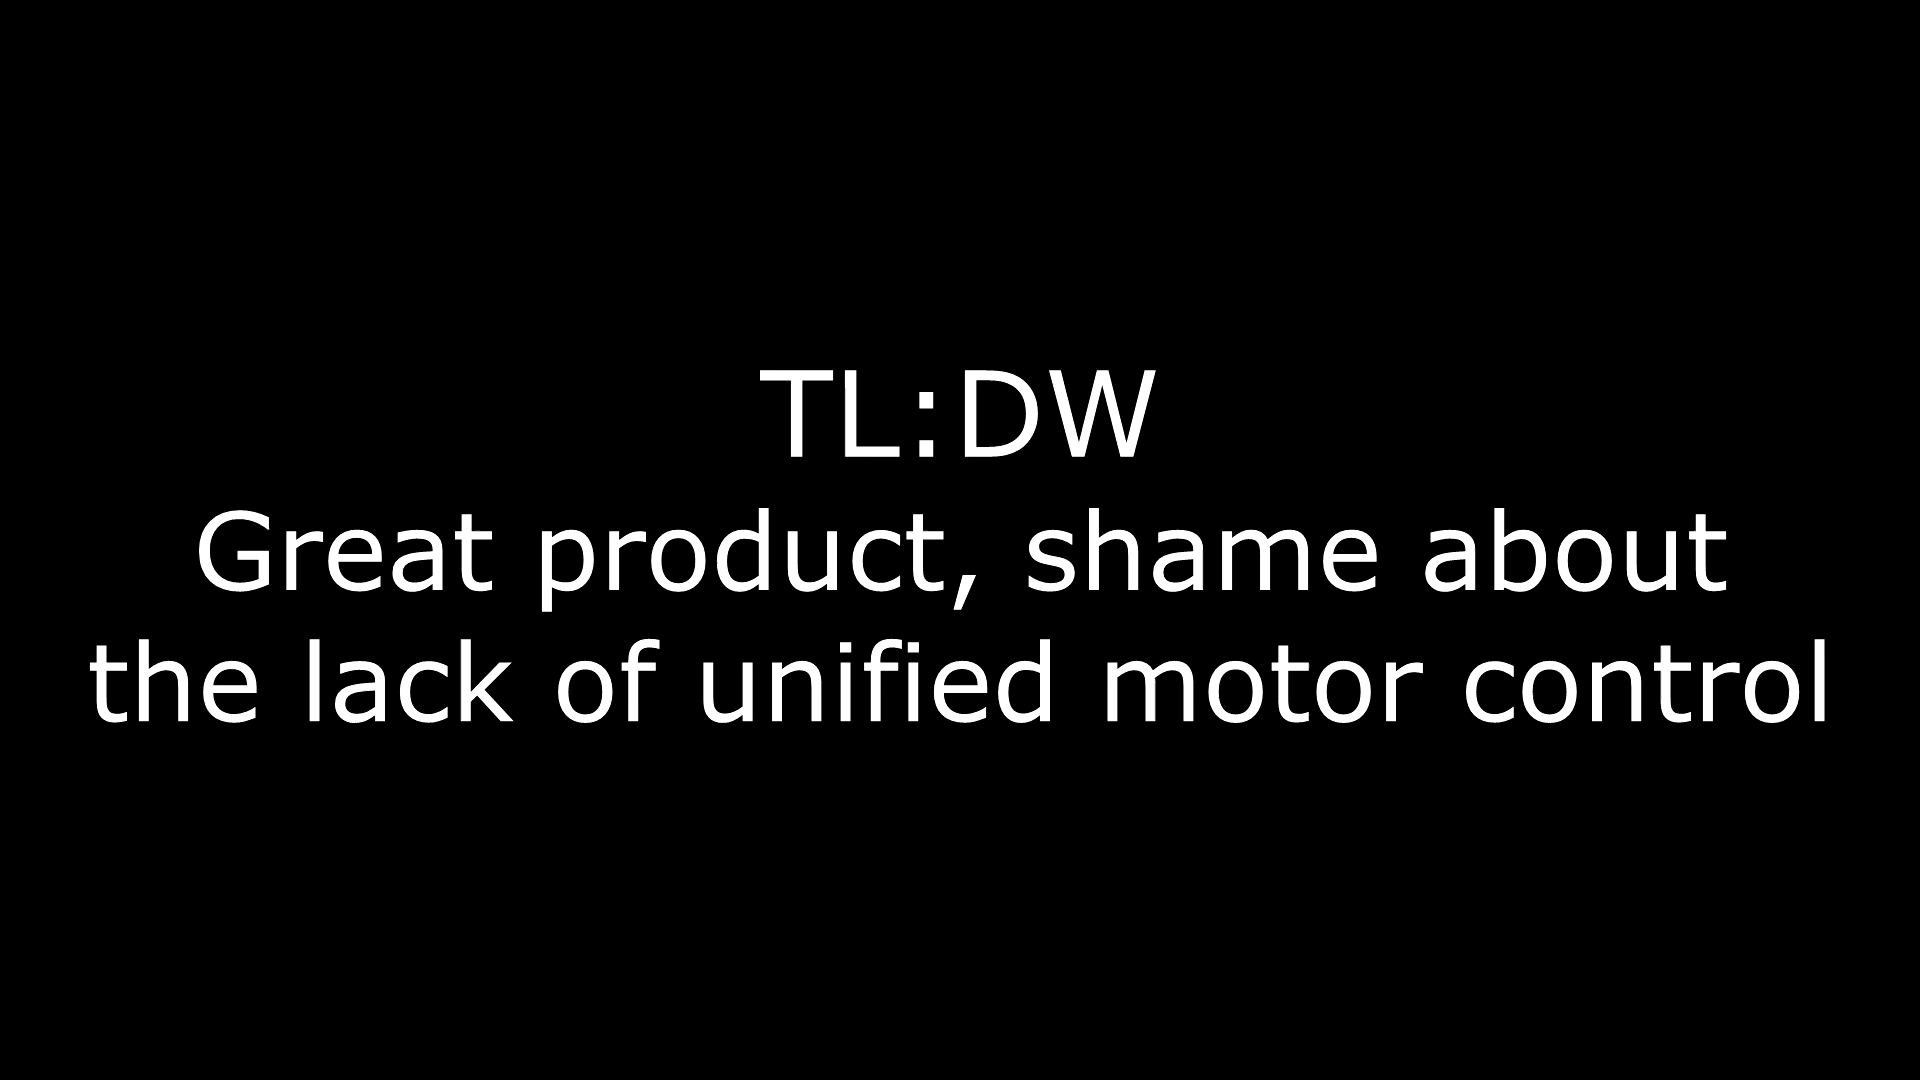 TL:DW
Great product, shame about
the lack of unified motor control